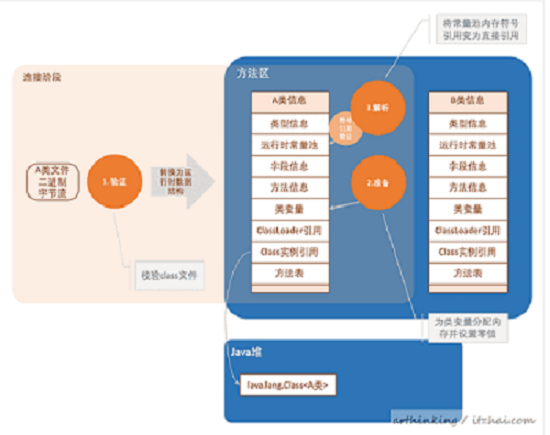 将常量池内存符号
引用变为直接引用
连接阶段
方法区
A类信息
类型信息
运行时常量池
字段信息
方法信息
类变量
ClassLoader引用
Class实例引用
方法表
B类信息
类型信息
运行时常量池
字段信息
方法信息
类变量
ClassLoader引用
Class实例引用
方法表
3.解析
符号
引用
验证
2.准备
A类文件
二进制
字节流
1.验证
转换为运
行时数据
结构
校验class文件
为类变量分配内
存并设置零值
Java堆
java.lang.Class<A类>
arthinking / itzhai.com